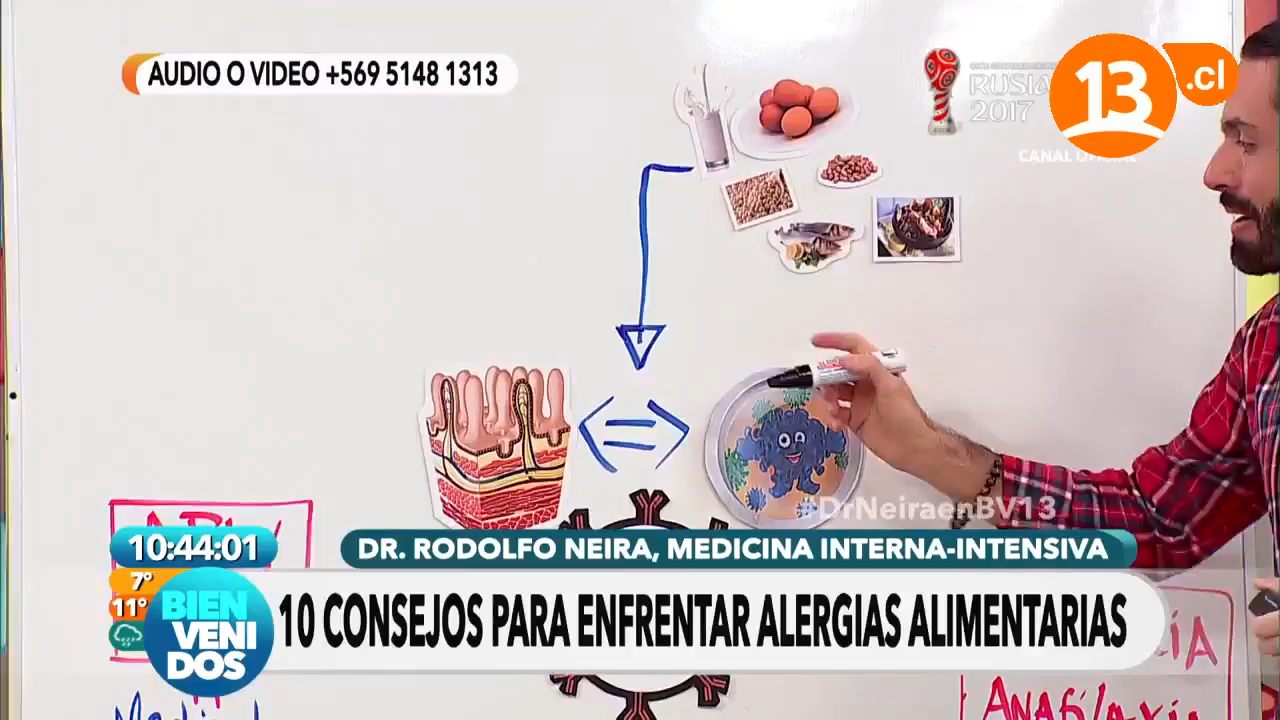 AUDIO O VIDEO +569 5148 1313
RUSIA
2017
13
.cl
CANAL OFICIAL
#DrNeiraenBV13
10:44:01
DR. RODOLFO NEIRA, MEDICINA INTERNA-INTENSIVA
7°
11°
BIEN
VENI
DOS
10 CONSEJOS PARA ENFRENTAR ALERGIAS ALIMENTARIAS
ANAFILAXIA